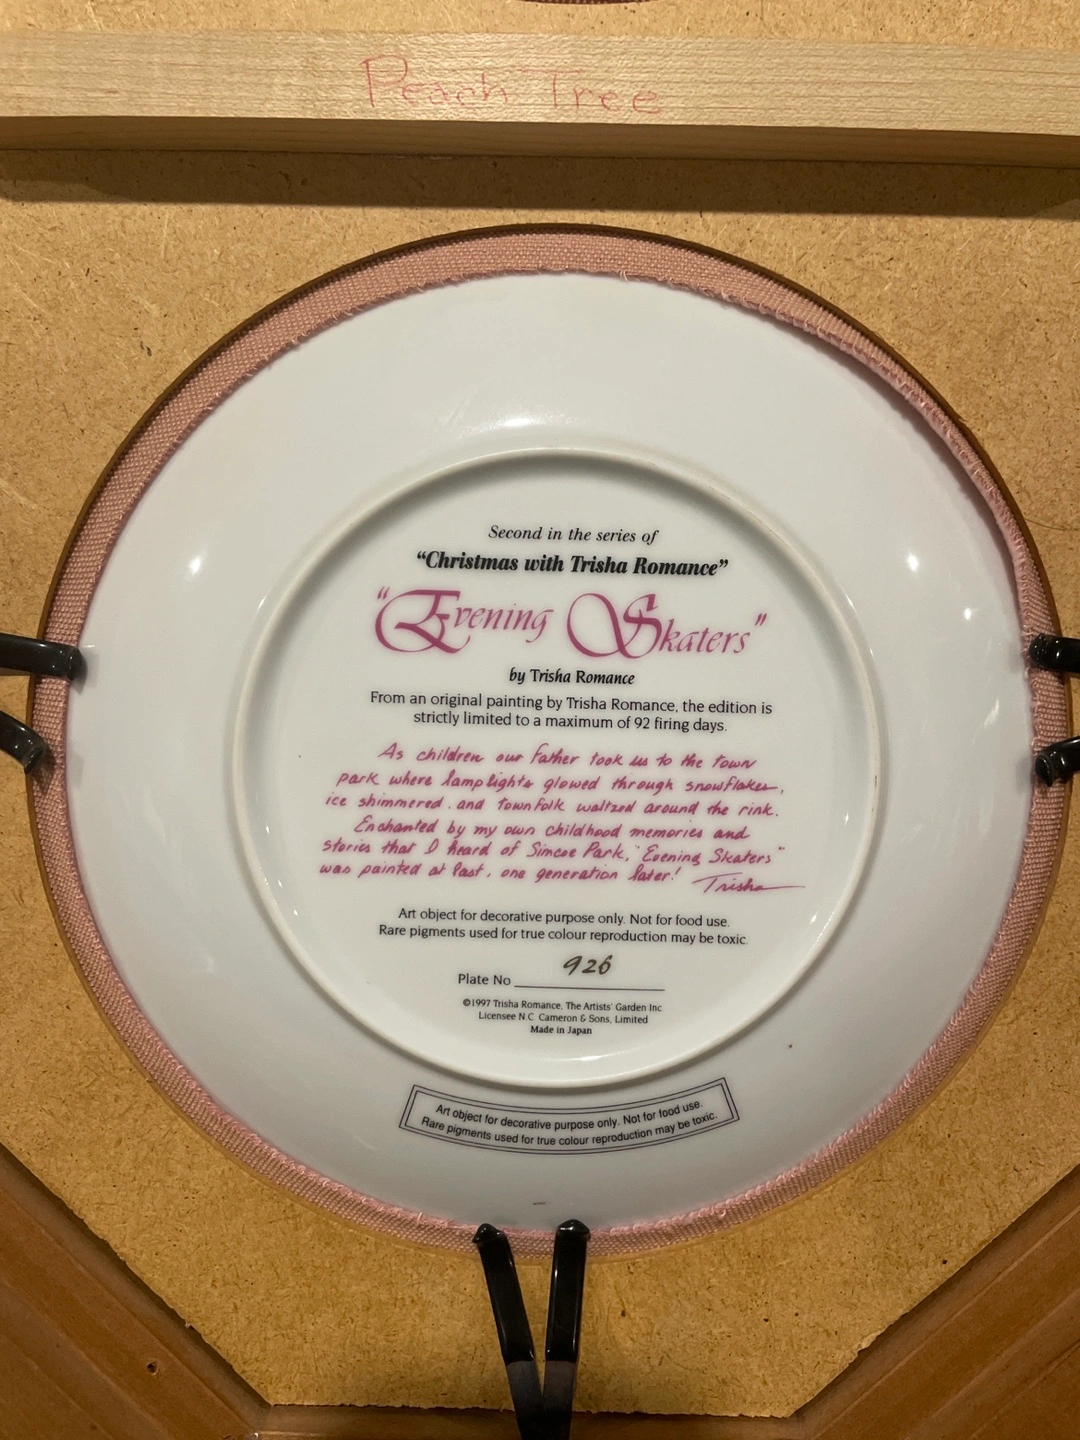 Peach Tree
Second in the series of
“Christmas with Trisha Romance”
“Evening Skaters”
by Trisha Romance
From an original painting by Trisha Romance, the edition is
strictly limited to a maximum of 92 firing days.
As children our father took us to the town
park where lamplights glowed through snowflakes,
ice shimmered, and townfolk waltzed around the rink.
Enchanted by my own childhood memories and
stories that I heard of Simcoe Park, "Evening Skaters"
was painted at last, one generation later! Trisha
Art object for decorative purpose only. Not for food use.
Rare pigments used for true colour reproduction may be toxic.
Plate No 926
©1997 Trisha Romance, The Artists' Garden Inc
Licensee N.C. Cameron & Sons, Limited
Made in Japan
Art object for decorative purpose only. Not for food use.
Rare pigments used for true colour reproduction may be toxic.